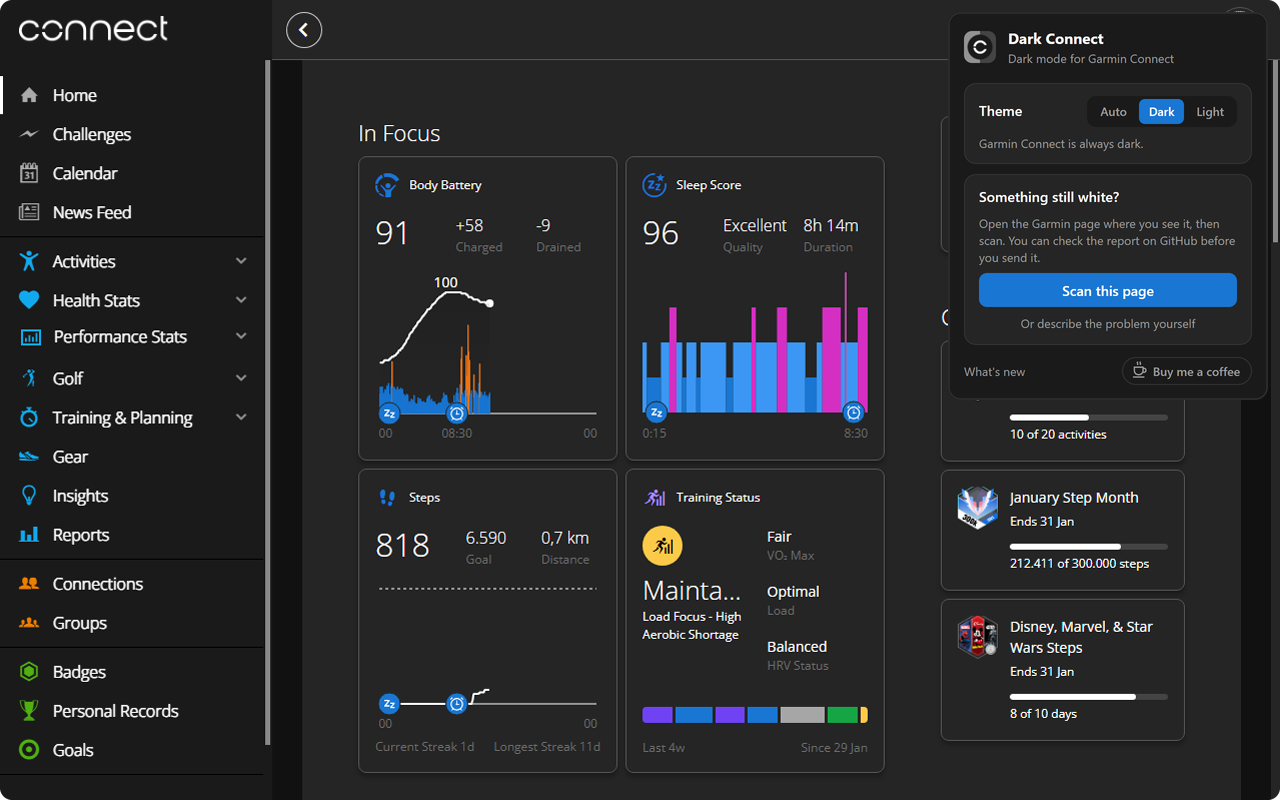 connect
Home
Challenges
31
Calendar
News Feed
Activities
Health Stats
Performance Stats
Golf
Training & Planning
Gear
Insights
Reports
Connections
Groups
Badges
Personal Records
Goals
In Focus
Body Battery
91
+58
Charged
-9
Drained
100
Zz
00
08:30
00
Zz
Sleep Score
96
Excellent
Quality
8h 14m
Duration
Zz
0:15
8:30
Steps
818
6.590
Goal
0,7 km
Distance
Zz
00
00
Current Streak 1d
Longest Streak 11d
Training Status
Mainta...
Load Focus - High
Aerobic Shortage
Fair
VO₂ Max
Optimal
Load
Balanced
HRV Status
Last 4w
Since 29 Jan
Dark Connect
Dark mode for Garmin Connect
Theme
Auto
Dark
Light
Garmin Connect is always dark.
Something still white?
Open the Garmin page where you see it, then
scan. You can check the report on GitHub before
you send it.
Scan this page
Or describe the problem yourself
What's new
Buy me a coffee
10 of 20 activities
300K
January Step Month
Ends 31 Jan
212.411 of 300.000 steps
Disney, Marvel, & Star
Wars Steps
Ends 31 Jan
8 of 10 days